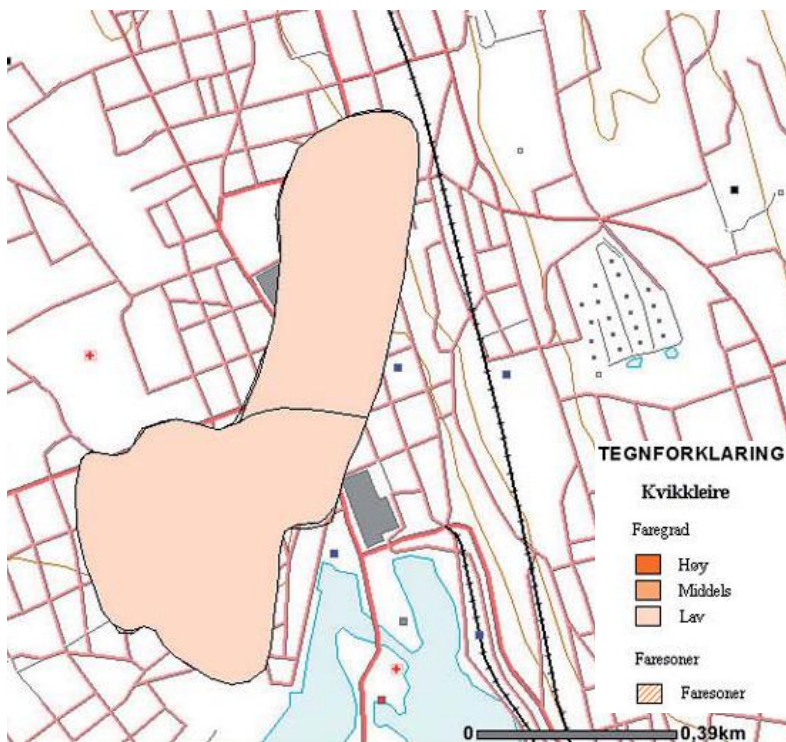 TEGNFORKLARING
Kvikkleire
Faregrad
Høy
Middels
Lav
Faresoner
Faresoner
0 0,39km